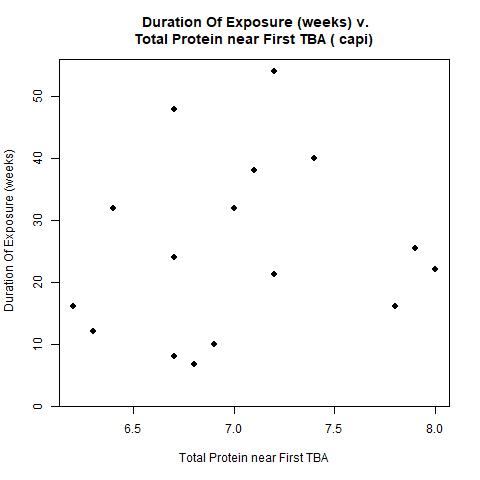 Duration Of Exposure (weeks) v.
Total Protein near First TBA ( capi)
Duration Of Exposure (weeks)
50
40
30
20
10
0
6.5 7.0 7.5 8.0
Total Protein near First TBA